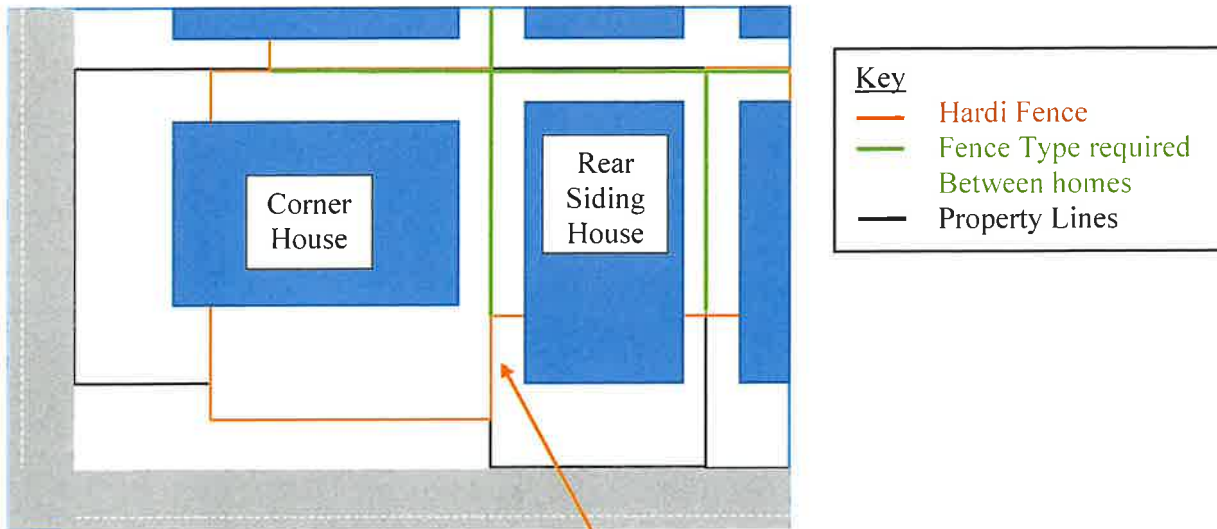 Key
Hardi Fence
Fence Type required
Between homes
Property Lines
Corner
House
Rear
Siding
House